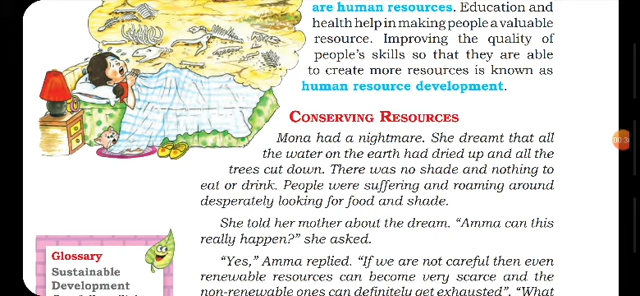 are human resources. Education and
health help in making people a valuable
resource. Improving the quality of
people's skills so that they are able
to create more resources is known as
human resource development.
CONSERVING RESOURCES
Mona had a nightmare. She dreamt that all
the water on the earth had dried up and all the
trees cut down. There was no shade and nothing to
eat or drink. People were suffering and roaming around
desperately looking for food and shade.
She told her mother about the dream. “Amma can this
really happen?” she asked.
“Yes,” Amma replied. “If we are not careful then even
renewable resources can become very scarce and the
non-renewable ones can definitely get exhausted”, “What
Glossary
Sustainable
Development